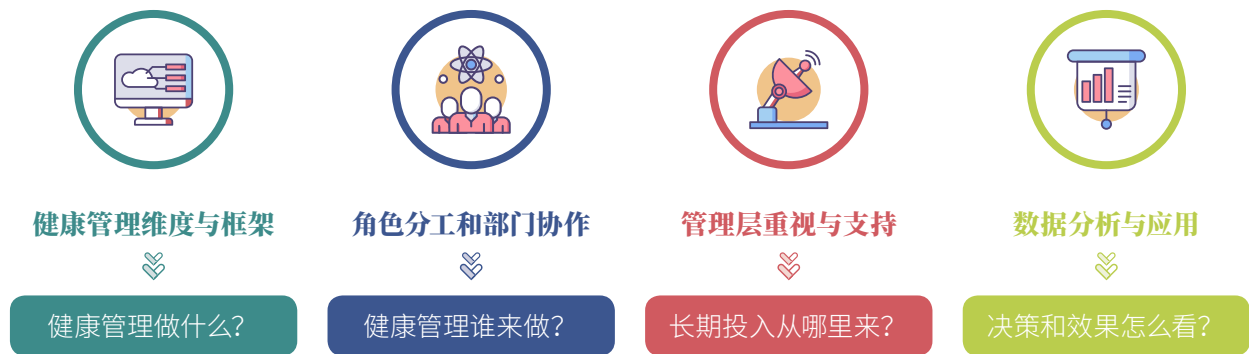 健康管理维度与框架
角色分工和部门协作
管理层重视与支持
数据分析与应用
健康管理做什么？
健康管理谁来做？
长期投入从哪里来？
决策和效果怎么看？